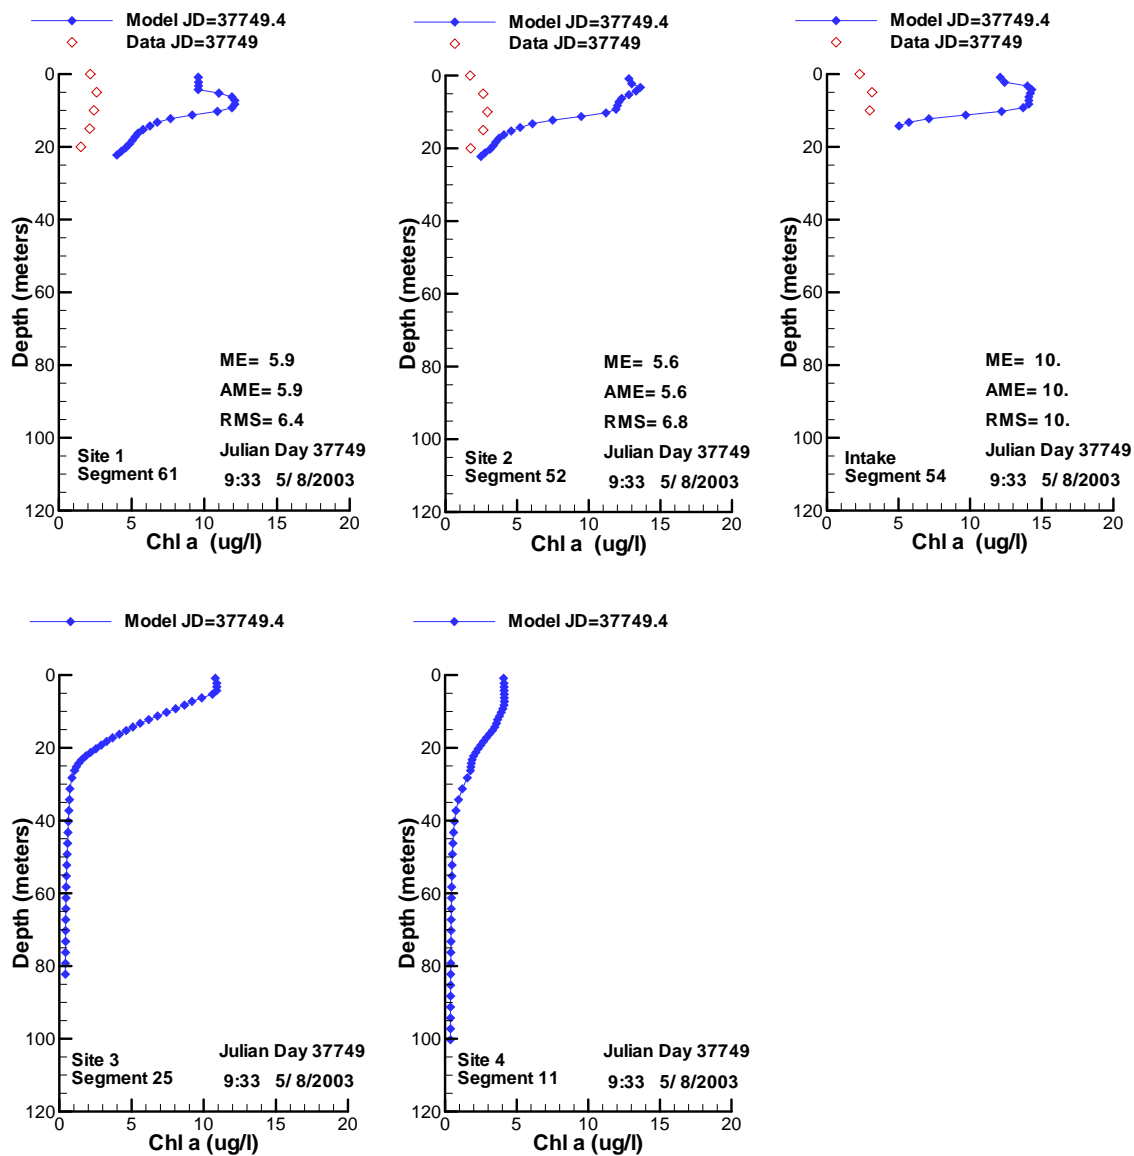 Model JD=37749.4
Data JD=37749
0
20
40
60
80
100
120
Depth (meters)
ME= 5.9
AME= 5.9
RMS= 6.4
Julian Day 37749
9:33 5/ 8/2003
Site 1
Segment 61
0 5 10 15 20
Chl a (ug/l)
Model JD=37749.4
Data JD=37749
0
20
40
60
80
100
120
Depth (meters)
ME= 5.6
AME= 5.6
RMS= 6.8
Julian Day 37749
9:33 5/ 8/2003
Site 2
Segment 52
0 5 10 15 20
Chl a (ug/l)
Model JD=37749.4
Data JD=37749
0
20
40
60
80
100
120
Depth (meters)
ME= 10.
AME= 10.
RMS= 10.
Julian Day 37749
9:33 5/ 8/2003
Intake
Segment 54
0 5 10 15 20
Chl a (ug/l)
Model JD=37749.4
0
20
40
60
80
100
120
Depth (meters)
Julian Day 37749
9:33 5/ 8/2003
Site 3
Segment 25
0 5 10 15 20
Chl a (ug/l)
Model JD=37749.4
0
20
40
60
80
100
120
Depth (meters)
Julian Day 37749
9:33 5/ 8/2003
Site 4
Segment 11
0 5 10 15 20
Chl a (ug/l)